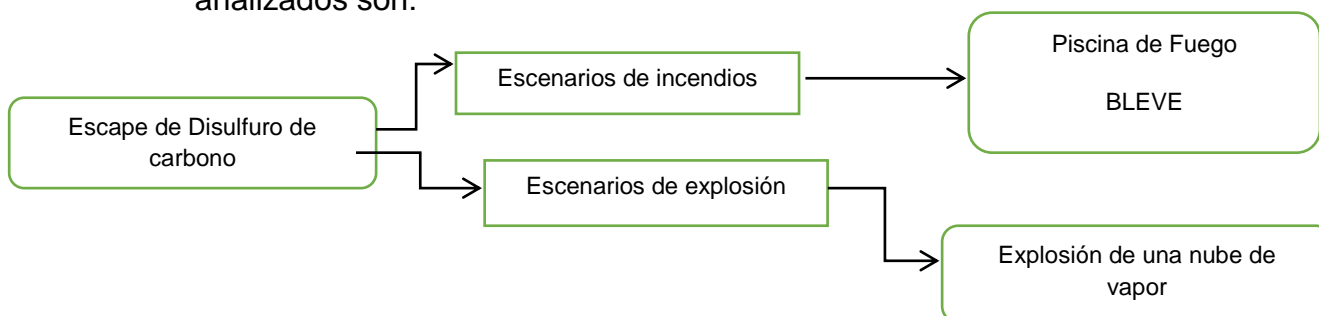 analizados son:
Piscina de Fuego
BLEVE
Escenarios de incendios
Escape de Disulfuro de
carbono
Escenarios de explosión
Explosión de una nube de
vapor